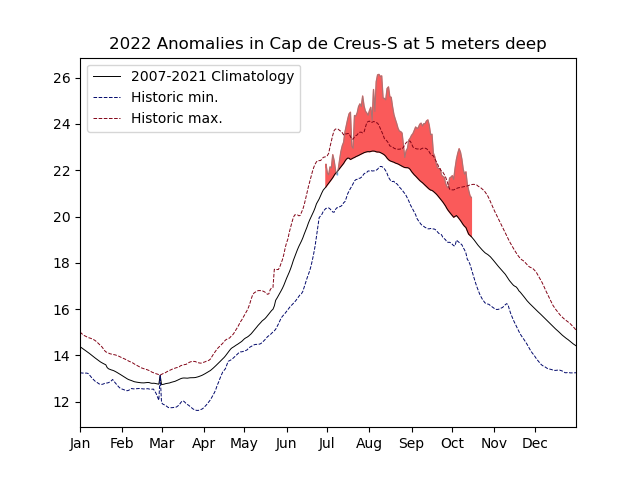 2022 Anomalies in Cap de Creus-S at 5 meters deep
2007-2021 Climatology
Historic min.
Historic max.
26
24
22
20
18
16
14
12
Jan Feb Mar Apr May Jun Jul Aug Sep Oct Nov Dec